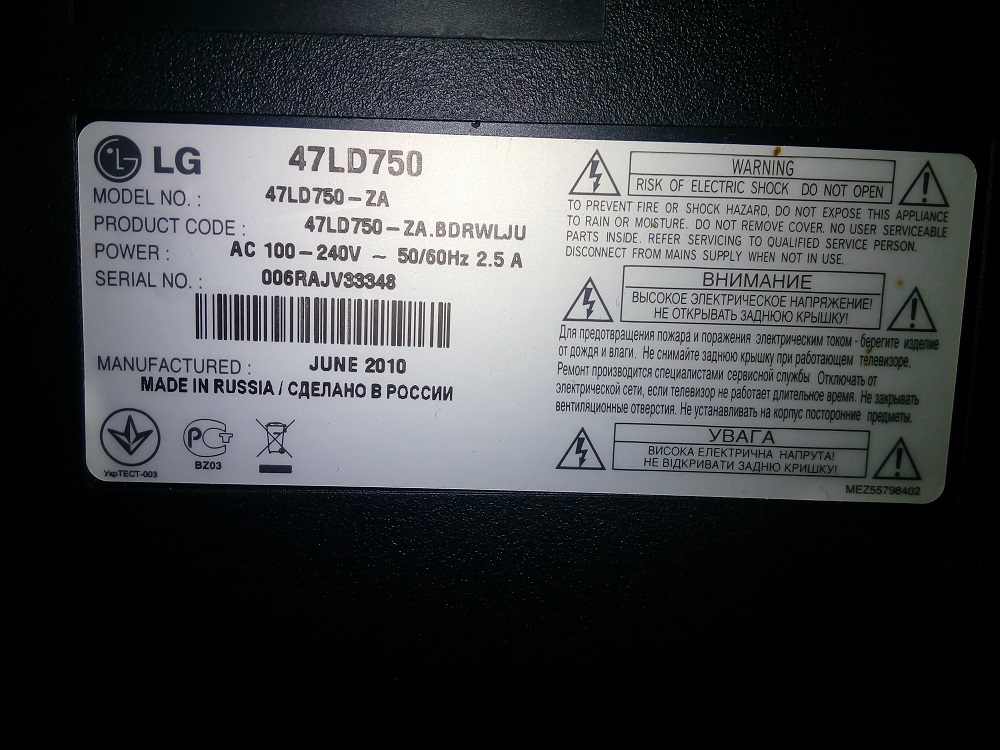 LG 47LD750
MODEL NO. : 47LD750-ZA
PRODUCT CODE : 47LD750-ZA.BDRWLJU
POWER : AC 100-240V ~ 50/60Hz 2.5 A
SERIAL NO. : 006RAJV33348
MANUFACTURED : JUNE 2010
MADE IN RUSSIA / СДЕЛАНО В РОССИИ
УкрТЕСТ-003
РСТ
BZ03
WARNING
RISK OF ELECTRIC SHOCK DO NOT OPEN
TO PREVENT FIRE OR SHOCK HAZARD, DO NOT EXPOSE THIS APPLIANCE
TO RAIN OR MOISTURE. DO NOT REMOVE COVER. NO USER SERVICEABLE
PARTS INSIDE. REFER SERVICING TO QUALIFIED SERVICE PERSON.
DISCONNECT FROM MAINS SUPPLY WHEN NOT IN USE.
ВНИМАНИЕ
ВЫСОКОЕ ЭЛЕКТРИЧЕСКОЕ НАПРЯЖЕНИЕ!
НЕ ОТКРЫВАТЬ ЗАДНЮЮ КРЫШКУ!
Для предотвращения пожара и поражения электрическим током - берегите изделие
от дождя и влаги. Не снимайте заднюю крышку при работающем телевизоре.
Ремонт производится специалистами сервисной службы Отключать от
электрической сети, если телевизор не работает длительное время. Не закрывать
вентиляционные отверстия. Не устанавливать на корпус посторонние предметы.
УВАГА
ВИСОКА ЕЛЕКТРИЧНА НАПРУГА!
НЕ ВІДКРИВАТИ ЗАДНЮ КРИШКУ!
MEZ55796402